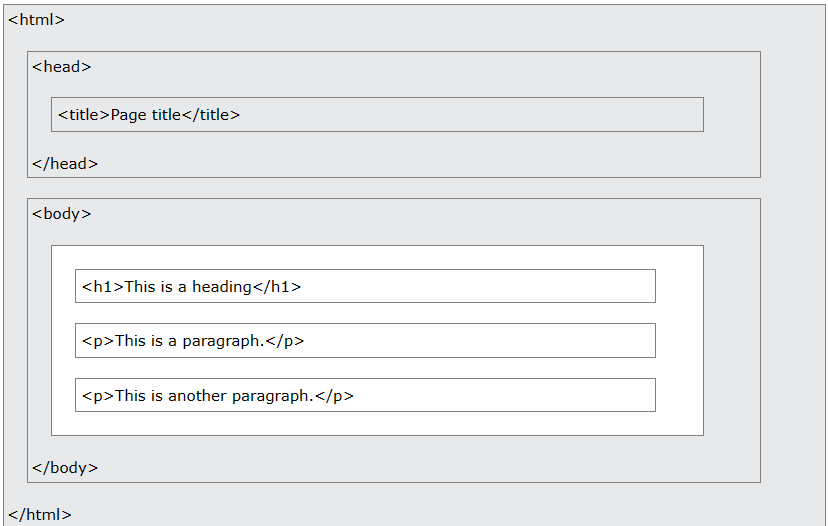 <html>
<head>
<title>Page title</title>
</head>
<body>
<h1>This is a heading</h1>
<p>This is a paragraph.</p>
<p>This is another paragraph.</p>
</body>
</html>